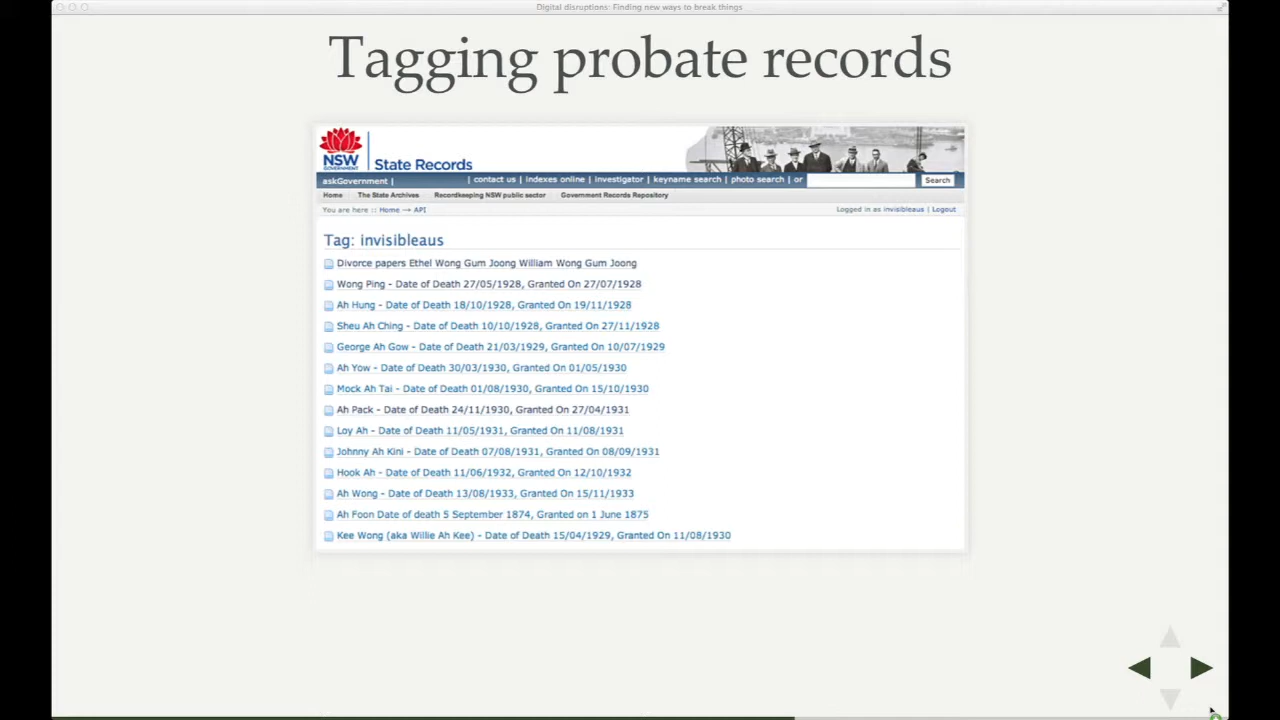 Digital disruptions: Finding new ways to break things
Tagging probate records
NSW
GOVERNMENT
State Records
askGovernment |
| contact us | indexes online | investigator | keyname search | photo search | or
Search
Home The State Archives Recordkeeping NSW public sector Government Records Repository
You are here :: Home → API
Logged in as invisibleaus | Logout
Tag: invisibleaus
Divorce papers Ethel Wong Gum Joong William Wong Gum Joong
Wong Ping - Date of Death 27/05/1928, Granted On 27/07/1928
Ah Hung - Date of Death 18/10/1928, Granted On 19/11/1928
Sheu Ah Ching - Date of Death 10/10/1928, Granted On 27/11/1928
George Ah Gow - Date of Death 21/03/1929, Granted On 10/07/1929
Ah Yow - Date of Death 30/03/1930, Granted On 01/05/1930
Mock Ah Tai - Date of Death 01/08/1930, Granted On 15/10/1930
Ah Pack - Date of Death 24/11/1930, Granted On 27/04/1931
Loy Ah - Date of Death 11/05/1931, Granted On 11/08/1931
Johnny Ah Kini - Date of Death 07/08/1931, Granted On 08/09/1931
Hook Ah - Date of Death 11/06/1932, Granted On 12/10/1932
Ah Wong - Date of Death 13/08/1933, Granted On 15/11/1933
Ah Foon Date of death 5 September 1874, Granted on 1 June 1875
Kee Wong (aka Willie Ah Kee) - Date of Death 15/04/1929, Granted On 11/08/1930